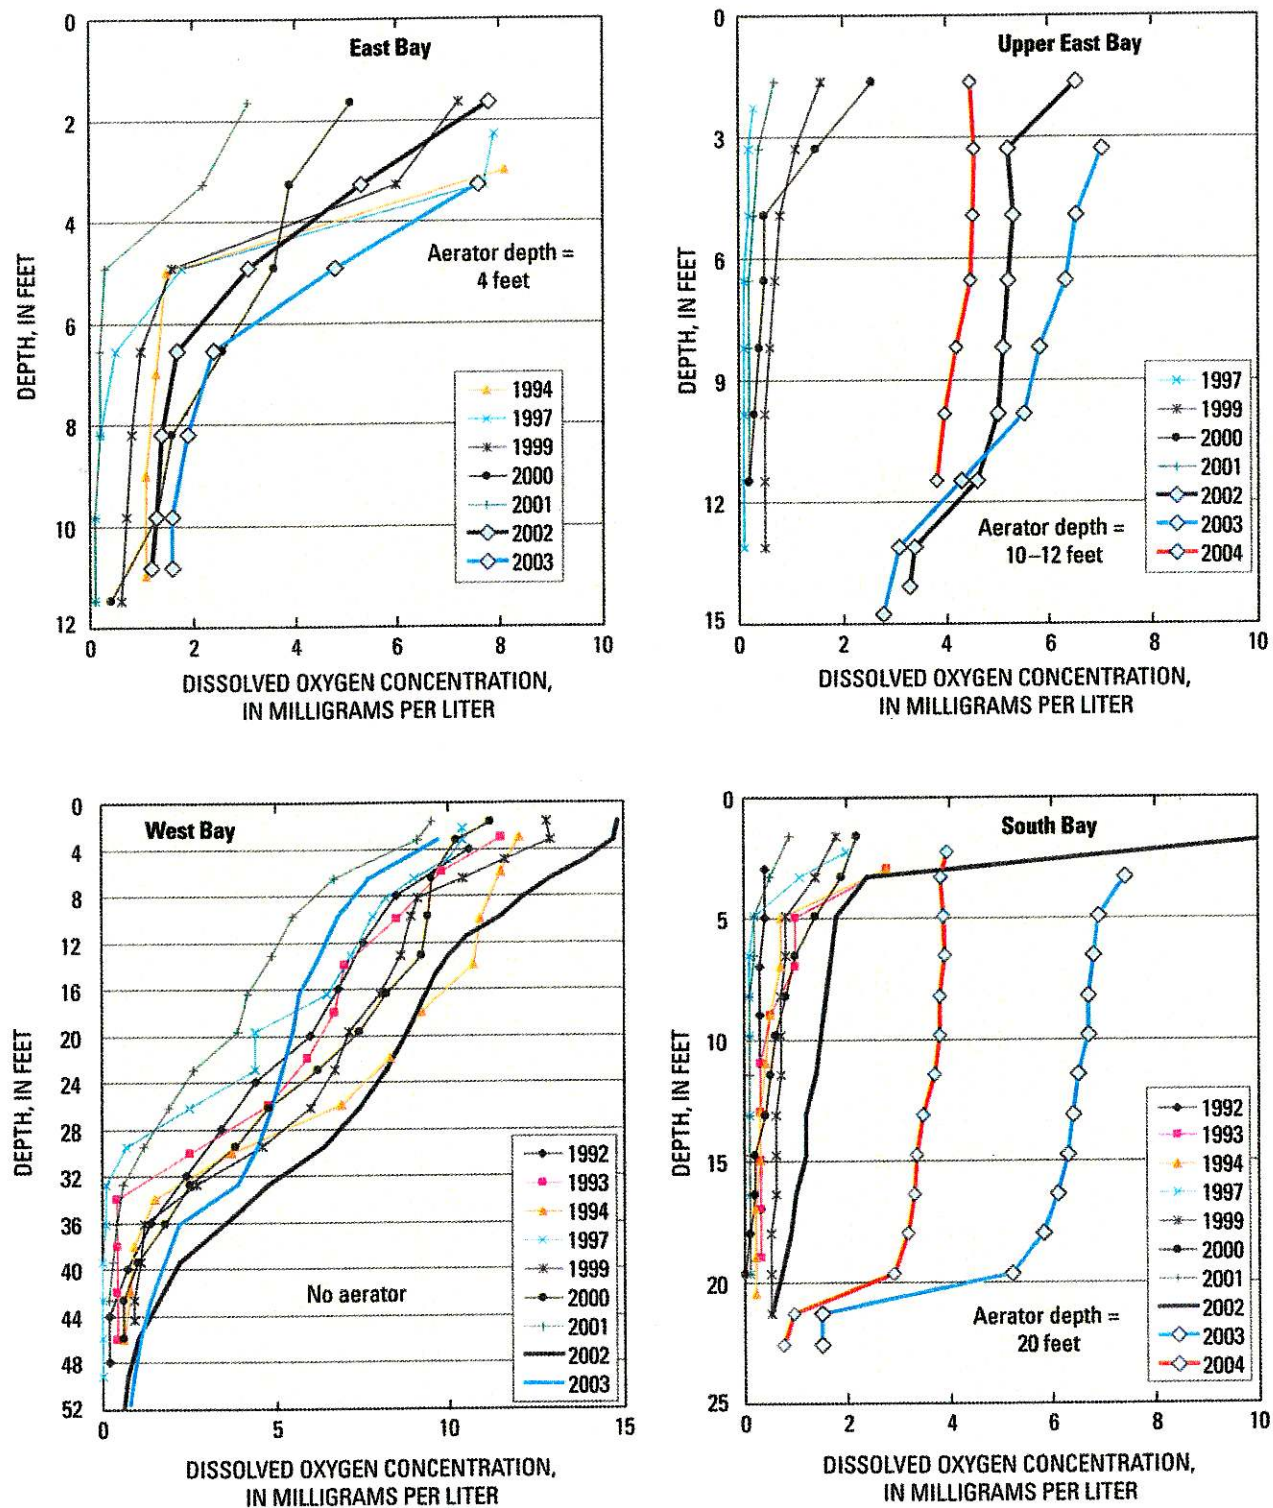 East Bay
0
2
4
6
8
10
12
DEPTH, IN FEET
Aerator depth =
4 feet
1994
1997
1999
2000
2001
2002
2003
0 2 4 6 8 10
DISSOLVED OXYGEN CONCENTRATION,
IN MILLIGRAMS PER LITER
Upper East Bay
0
3
6
9
12
15
DEPTH, IN FEET
1997
1999
2000
2001
2002
2003
2004
Aerator depth =
10–12 feet
0 2 4 6 8 10
DISSOLVED OXYGEN CONCENTRATION,
IN MILLIGRAMS PER LITER
West Bay
0
4
8
12
16
20
24
28
32
36
40
44
48
52
DEPTH, IN FEET
1992
1993
1994
1997
1999
2000
2001
2002
2003
No aerator
0 5 10 15
DISSOLVED OXYGEN CONCENTRATION,
IN MILLIGRAMS PER LITER
South Bay
0
5
10
15
20
25
DEPTH, IN FEET
1992
1993
1994
1997
1999
2000
2001
2002
2003
2004
Aerator depth =
20 feet
0 2 4 6 8 10
DISSOLVED OXYGEN CONCENTRATION,
IN MILLIGRAMS PER LITER